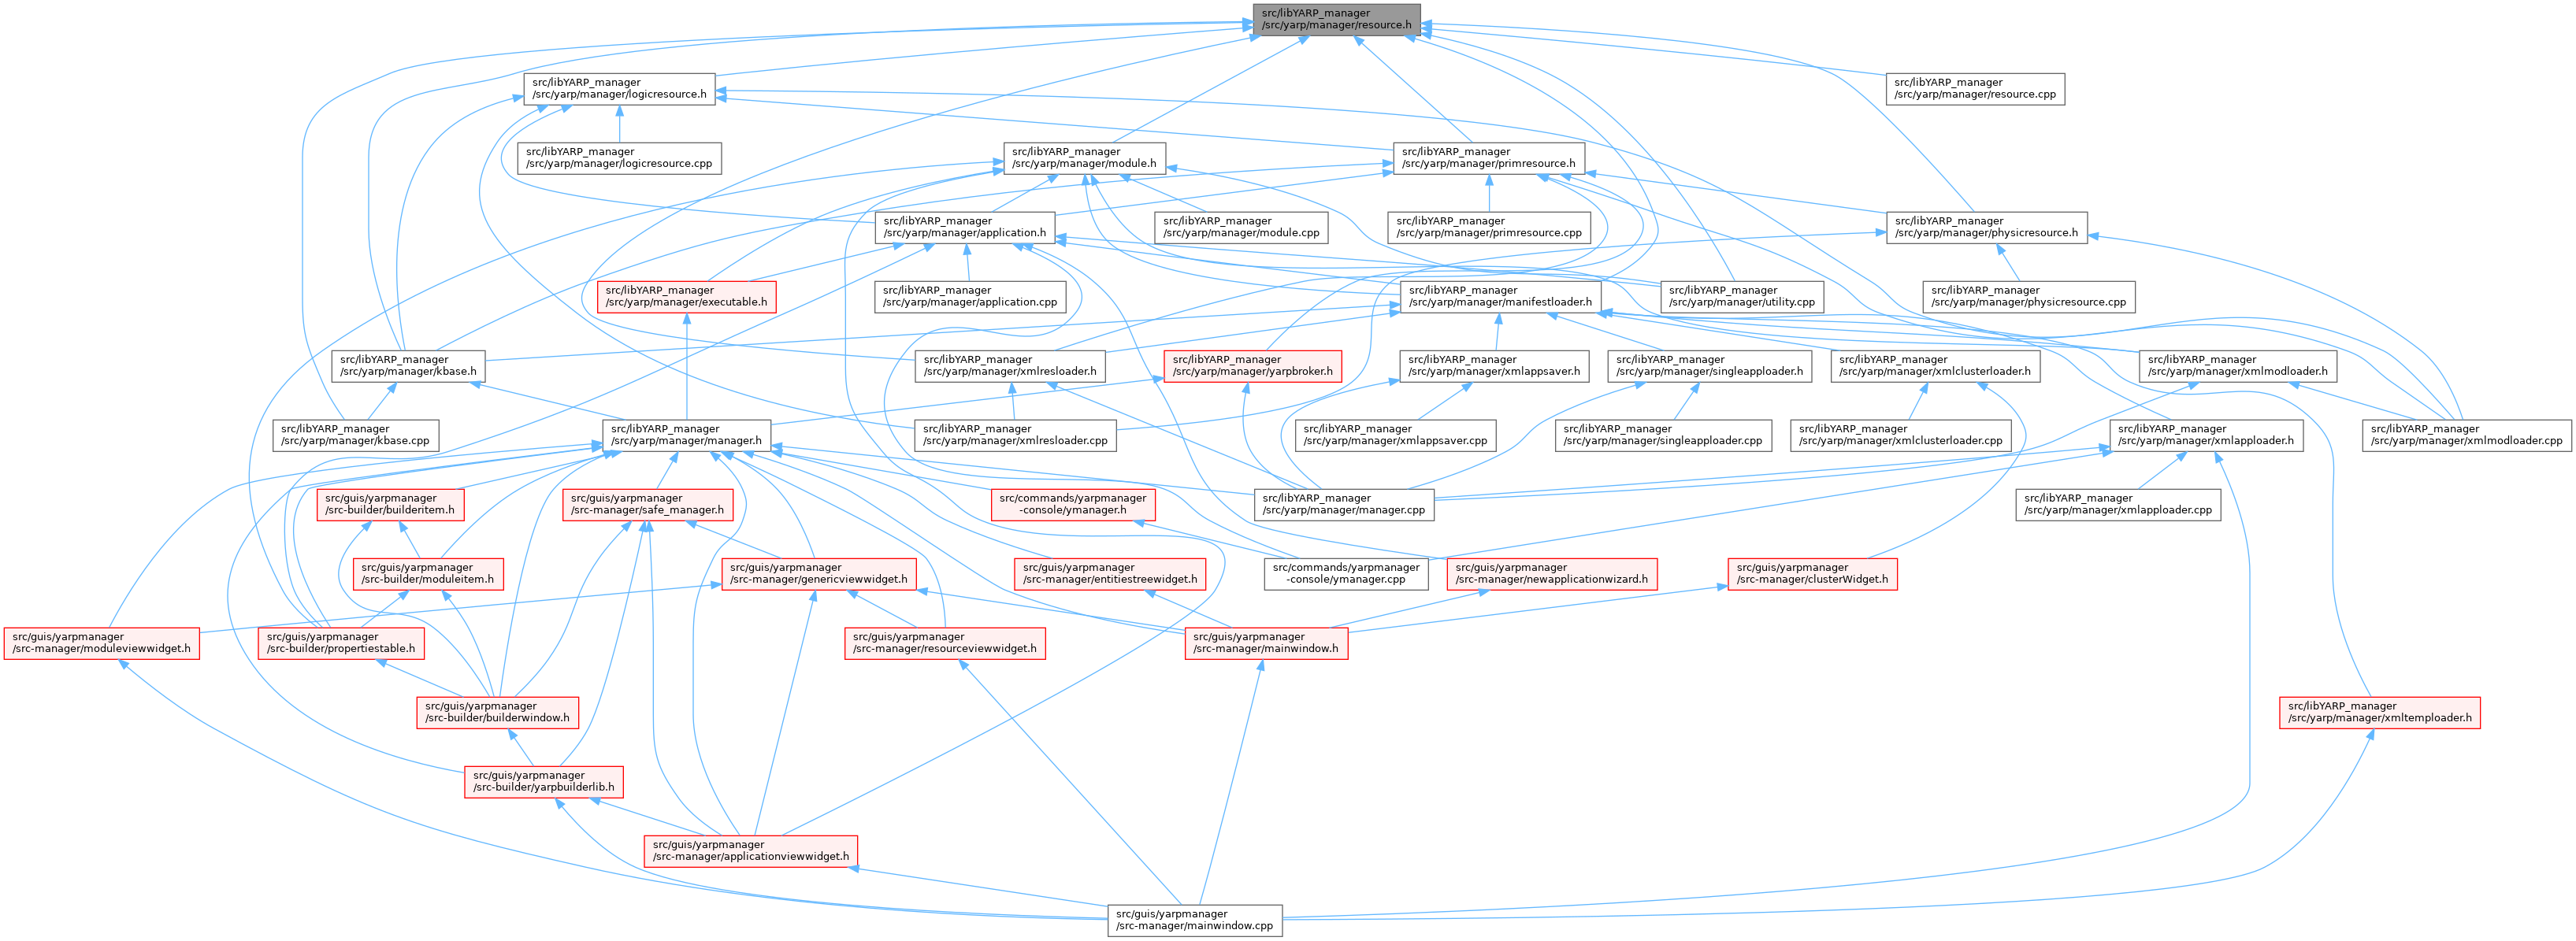 src/libYARP_manager
/src/yarp/manager/resource.h
src/libYARP_manager
/src/yarp/manager/logicresource.h
src/libYARP_manager
/src/yarp/manager/resource.cpp
src/libYARP_manager
/src/yarp/manager/logicresource.cpp
src/libYARP_manager
/src/yarp/manager/module.h
src/libYARP_manager
/src/yarp/manager/primresource.h
src/libYARP_manager
/src/yarp/manager/application.h
src/libYARP_manager
/src/yarp/manager/module.cpp
src/libYARP_manager
/src/yarp/manager/primresource.cpp
src/libYARP_manager
/src/yarp/manager/physicresource.h
src/libYARP_manager
/src/yarp/manager/executable.h
src/libYARP_manager
/src/yarp/manager/application.cpp
src/libYARP_manager
/src/yarp/manager/manifestloader.h
src/libYARP_manager
/src/yarp/manager/utility.cpp
src/libYARP_manager
/src/yarp/manager/physicresource.cpp
src/libYARP_manager
/src/yarp/manager/kbase.h
src/libYARP_manager
/src/yarp/manager/xmlresloader.h
src/libYARP_manager
/src/yarp/manager/yarpbroker.h
src/libYARP_manager
/src/yarp/manager/xmlappsaver.h
src/libYARP_manager
/src/yarp/manager/singleapploader.h
src/libYARP_manager
/src/yarp/manager/xmlclusterloader.h
src/libYARP_manager
/src/yarp/manager/xmlmodloader.h
src/libYARP_manager
/src/yarp/manager/kbase.cpp
src/libYARP_manager
/src/yarp/manager/manager.h
src/libYARP_manager
/src/yarp/manager/xmlresloader.cpp
src/libYARP_manager
/src/yarp/manager/xmlappsaver.cpp
src/libYARP_manager
/src/yarp/manager/singleapploader.cpp
src/libYARP_manager
/src/yarp/manager/xmlclusterloader.cpp
src/libYARP_manager
/src/yarp/manager/xmlapploader.h
src/libYARP_manager
/src/yarp/manager/xmlmodloader.cpp
src/guis/yarpmanager
/src-builder/builderitem.h
src/guis/yarpmanager
/src-manager/safe_manager.h
src/commands/yarpmanager
-console/ymanager.h
src/libYARP_manager
/src/yarp/manager/manager.cpp
src/libYARP_manager
/src/yarp/manager/xmlapploader.cpp
src/guis/yarpmanager
/src-builder/moduleitem.h
src/guis/yarpmanager
/src-manager/genericviewwidget.h
src/guis/yarpmanager
/src-manager/entitiestreewidget.h
src/commands/yarpmanager
-console/ymanager.cpp
src/guis/yarpmanager
/src-manager/newapplicationwizard.h
src/guis/yarpmanager
/src-manager/clusterWidget.h
src/guis/yarpmanager
/src-manager/moduleviewwidget.h
src/guis/yarpmanager
/src-builder/propertiestable.h
src/guis/yarpmanager
/src-manager/resourceviewwidget.h
src/guis/yarpmanager
/src-manager/mainwindow.h
src/guis/yarpmanager
/src-builder/builderwindow.h
src/libYARP_manager
/src/yarp/manager/xmltemploader.h
src/guis/yarpmanager
/src-builder/yarpbuilderlib.h
src/guis/yarpmanager
/src-manager/applicationviewwidget.h
src/guis/yarpmanager
/src-manager/mainwindow.cpp